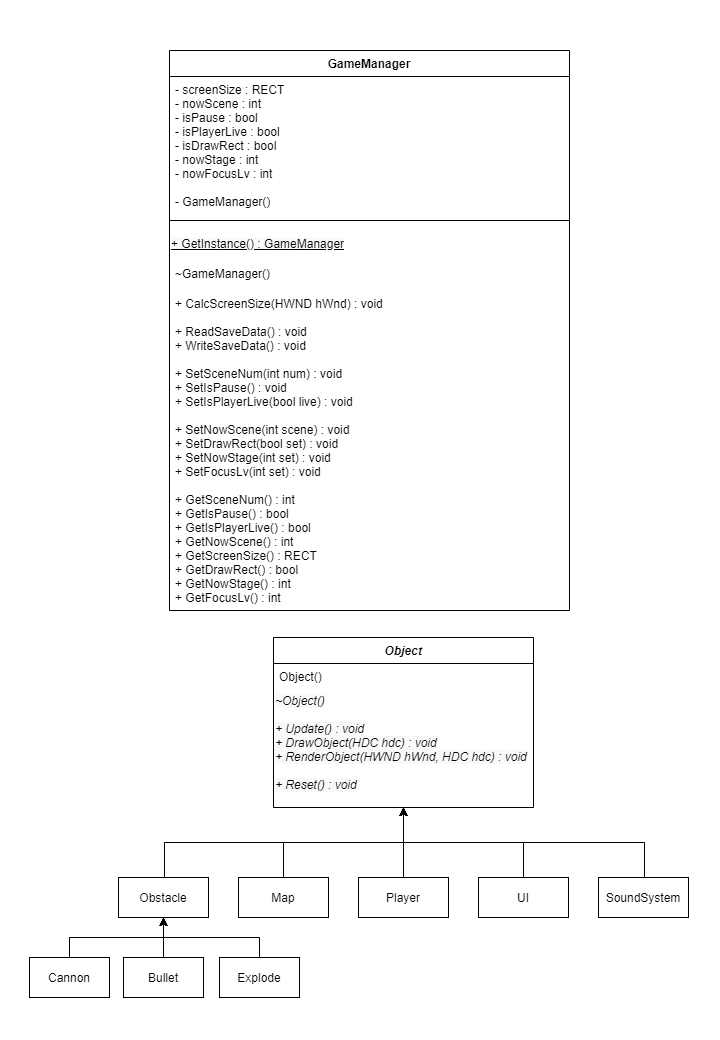 GameManager
- screenSize : RECT
- nowScene : int
- isPause : bool
- isPlayerLive : bool
- isDrawRect : bool
- nowStage : int
- nowFocusLv : int
- GameManager()
+ GetInstance() : GameManager
~GameManager()
+ CalcScreenSize(HWND hWnd) : void
+ ReadSaveData() : void
+ WriteSaveData() : void
+ SetSceneNum(int num) : void
+ SetIsPause() : void
+ SetIsPlayerLive(bool live) : void
+ SetNowScene(int scene) : void
+ SetDrawRect(bool set) : void
+ SetNowStage(int set) : void
+ SetFocusLv(int set) : void
+ GetSceneNum() : int
+ GetIsPause() : bool
+ GetIsPlayerLive() : bool
+ GetNowScene() : int
+ GetScreenSize() : RECT
+ GetDrawRect() : bool
+ GetNowStage() : int
+ GetFocusLv() : int
Object
Object()
~Object()
+ Update() : void
+ DrawObject(HDC hdc) : void
+ RenderObject(HWND hWnd, HDC hdc) : void
+ Reset() : void
Obstacle
Map
Player
UI
SoundSystem
Cannon
Bullet
Explode